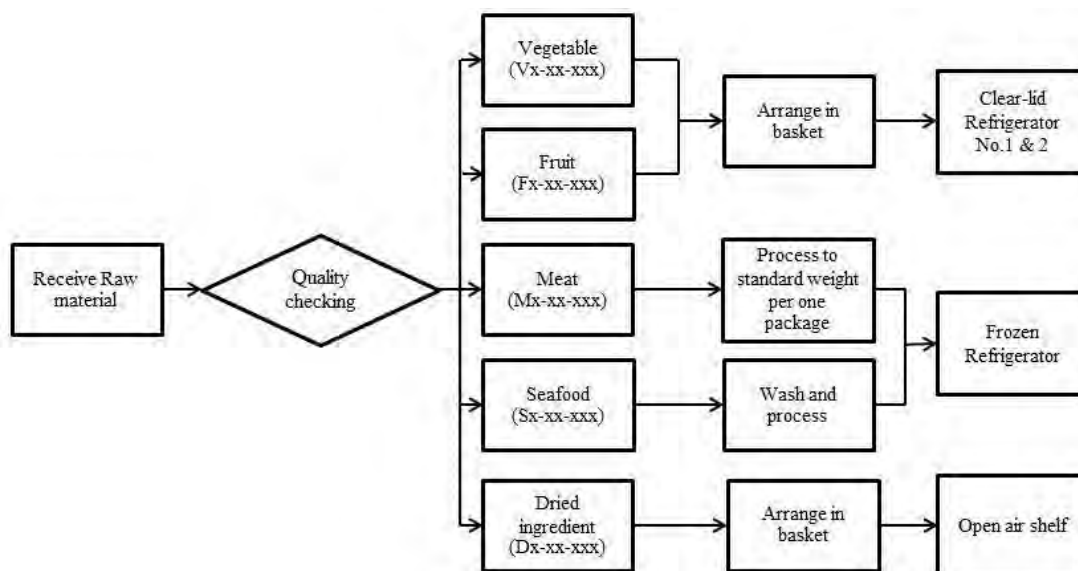 Receive Raw
material
Quality
checking
Vegetable
(Vx-xx-xxx)
Fruit
(Fx-xx-xxx)
Meat
(Mx-xx-xxx)
Seafood
(Sx-xx-xxx)
Dried
ingredient
(Dx-xx-xxx)
Arrange in
basket
Process to
standard weight
per one
package
Wash and
process
Arrange in
basket
Clear-lid
Refrigerator
No.1 & 2
Frozen
Refrigerator
Open air shelf